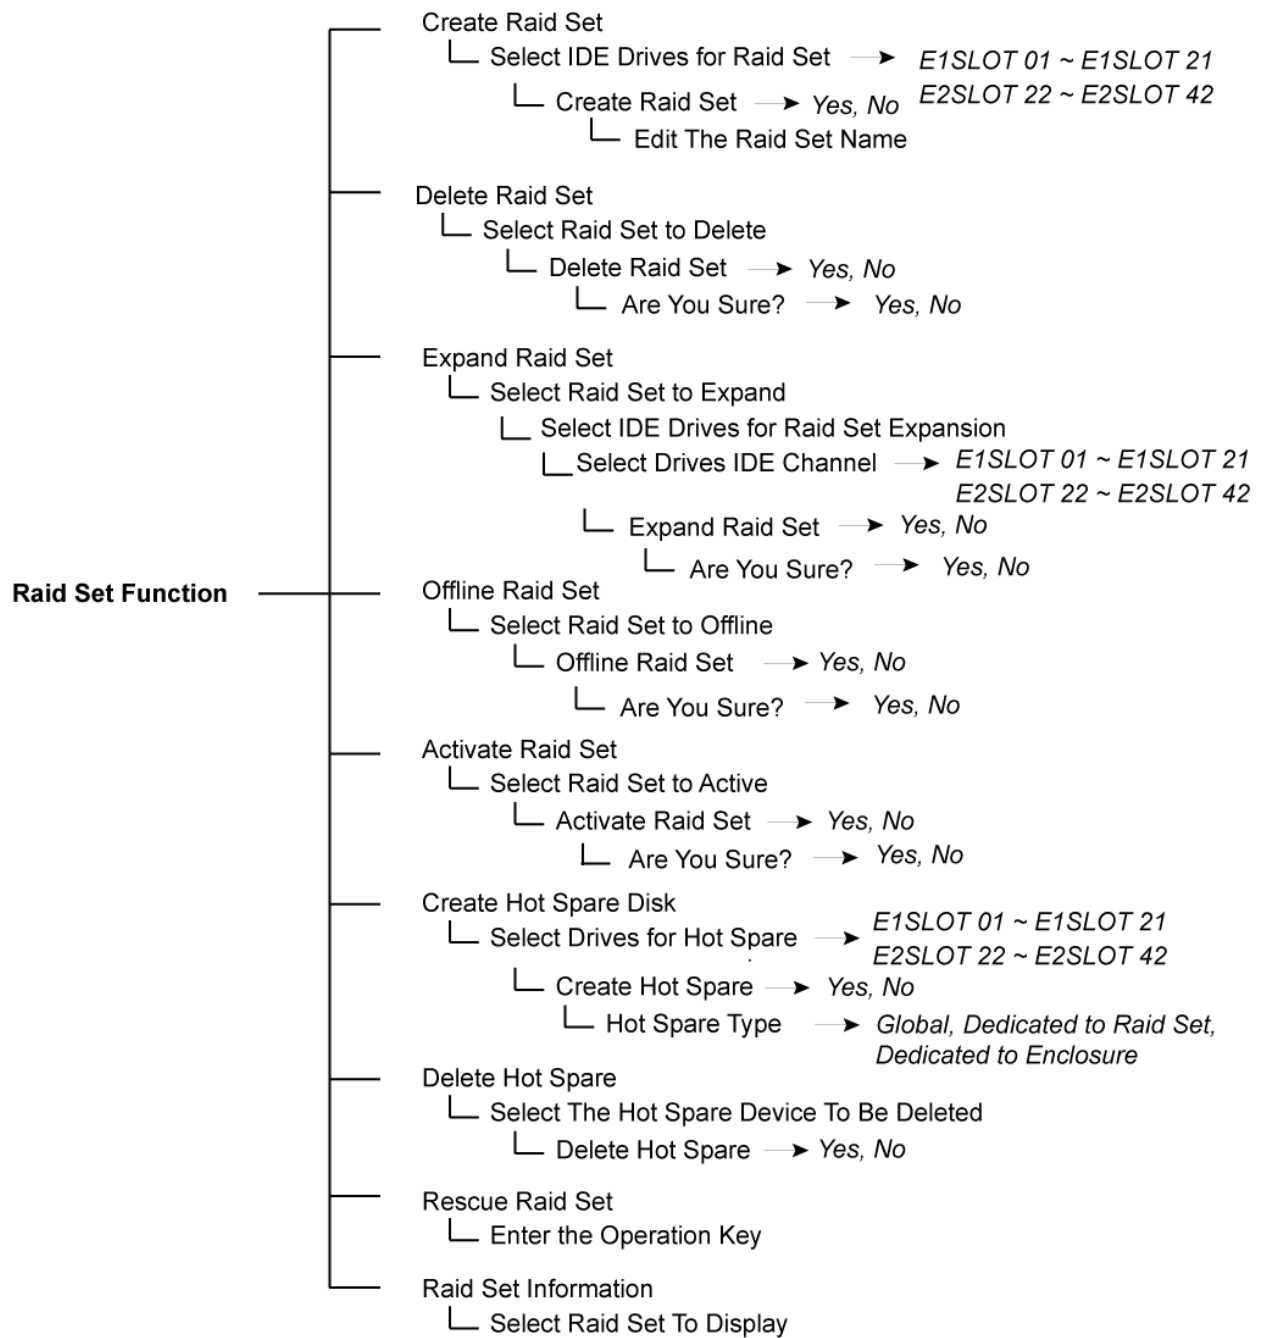 Create Raid Set
Select IDE Drives for Raid Set
E1SLOT 01 ~ E1SLOT 21
E2SLOT 22 ~ E2SLOT 42
Create Raid Set
Yes, No
Edit The Raid Set Name
Delete Raid Set
Select Raid Set to Delete
Delete Raid Set
Yes, No
Are You Sure?
Yes, No
Expand Raid Set
Select Raid Set to Expand
Select IDE Drives for Raid Set Expansion
Select Drives IDE Channel
E1SLOT 01 ~ E1SLOT 21
E2SLOT 22 ~ E2SLOT 42
Expand Raid Set
Yes, No
Are You Sure?
Yes, No
Raid Set Function
Offline Raid Set
Select Raid Set to Offline
Offline Raid Set
Yes, No
Are You Sure?
Yes, No
Activate Raid Set
Select Raid Set to Active
Activate Raid Set
Yes, No
Are You Sure?
Yes, No
Create Hot Spare Disk
Select Drives for Hot Spare
E1SLOT 01 ~ E1SLOT 21
E2SLOT 22 ~ E2SLOT 42
Create Hot Spare
Yes, No
Hot Spare Type
Global, Dedicated to Raid Set,
Dedicated to Enclosure
Delete Hot Spare
Select The Hot Spare Device To Be Deleted
Delete Hot Spare
Yes, No
Rescue Raid Set
Enter the Operation Key
Raid Set Information
Select Raid Set To Display